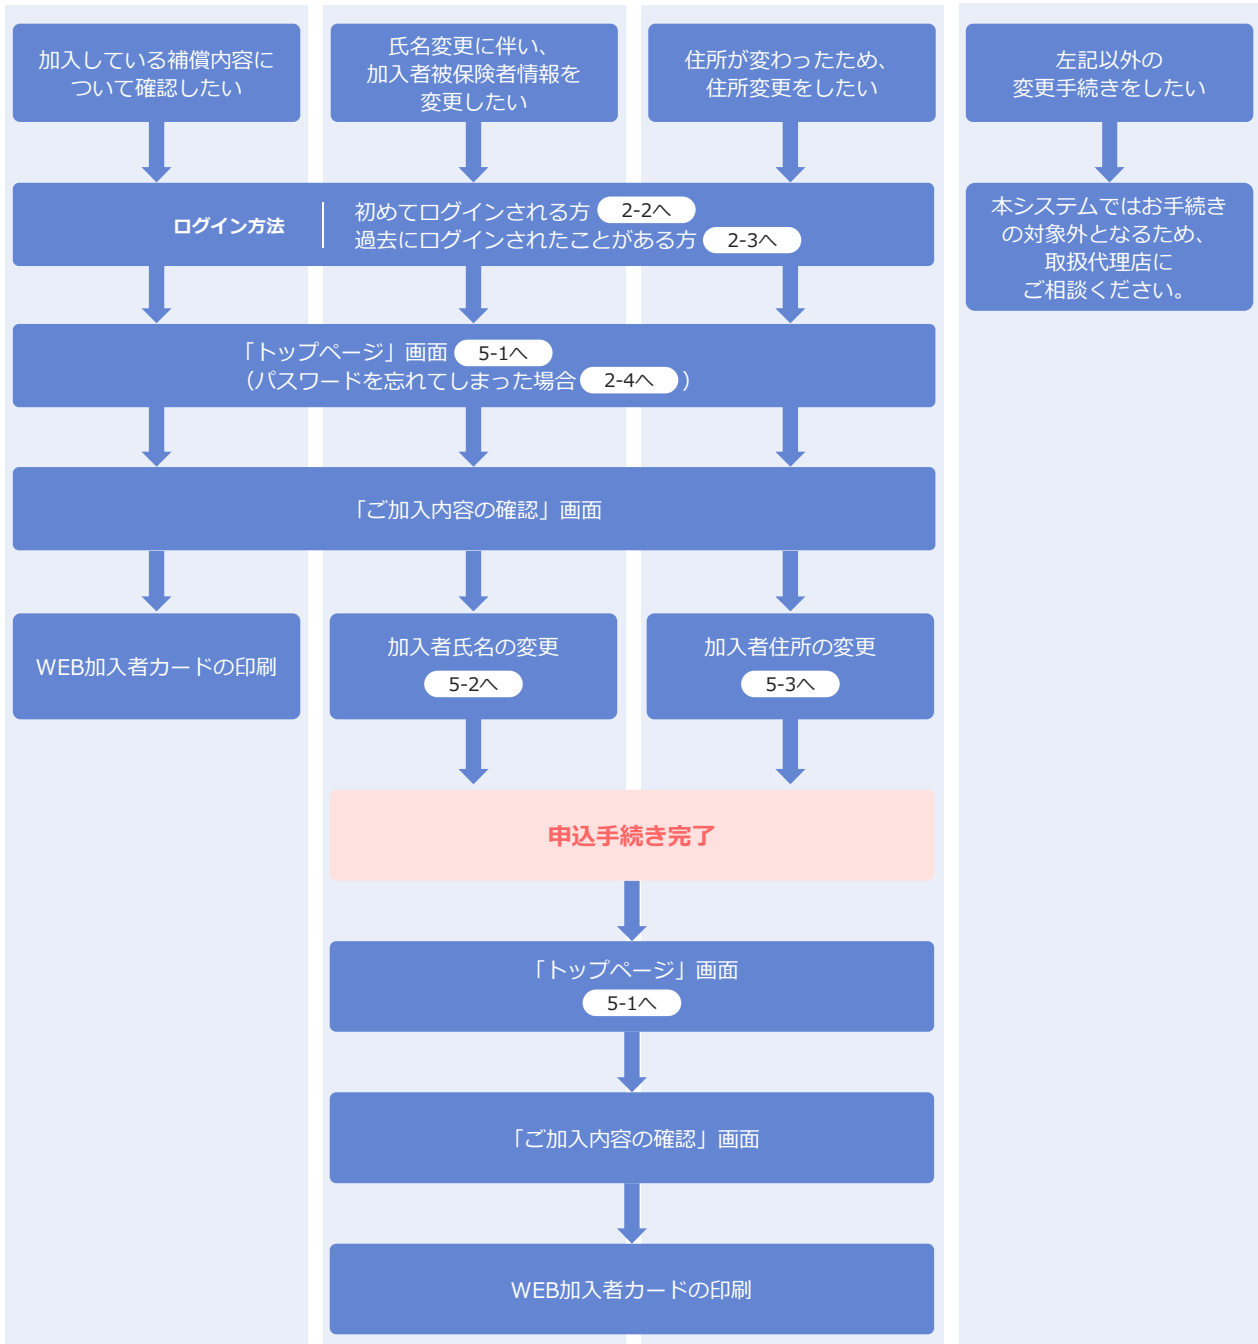 加入している補償内容に
ついて確認したい
氏名変更に伴い、
加入者被保険者情報を
変更したい
住所が変わったため、
住所変更をしたい
左記以外の
変更手続きをしたい
ログイン方法
初めてログインされる方 2-2へ
過去にログインされたことがある方 2-3へ
本システムではお手続き
の対象外となるため、
取扱代理店に
ご相談ください。
「トップページ」画面 5-1へ
（パスワードを忘れてしまった場合 2-4へ ）
「ご加入内容の確認」画面
WEB加入者カードの印刷
加入者氏名の変更
5-2へ
加入者住所の変更
5-3へ
申込手続き完了
「トップページ」画面
5-1へ
「ご加入内容の確認」画面
WEB加入者カードの印刷